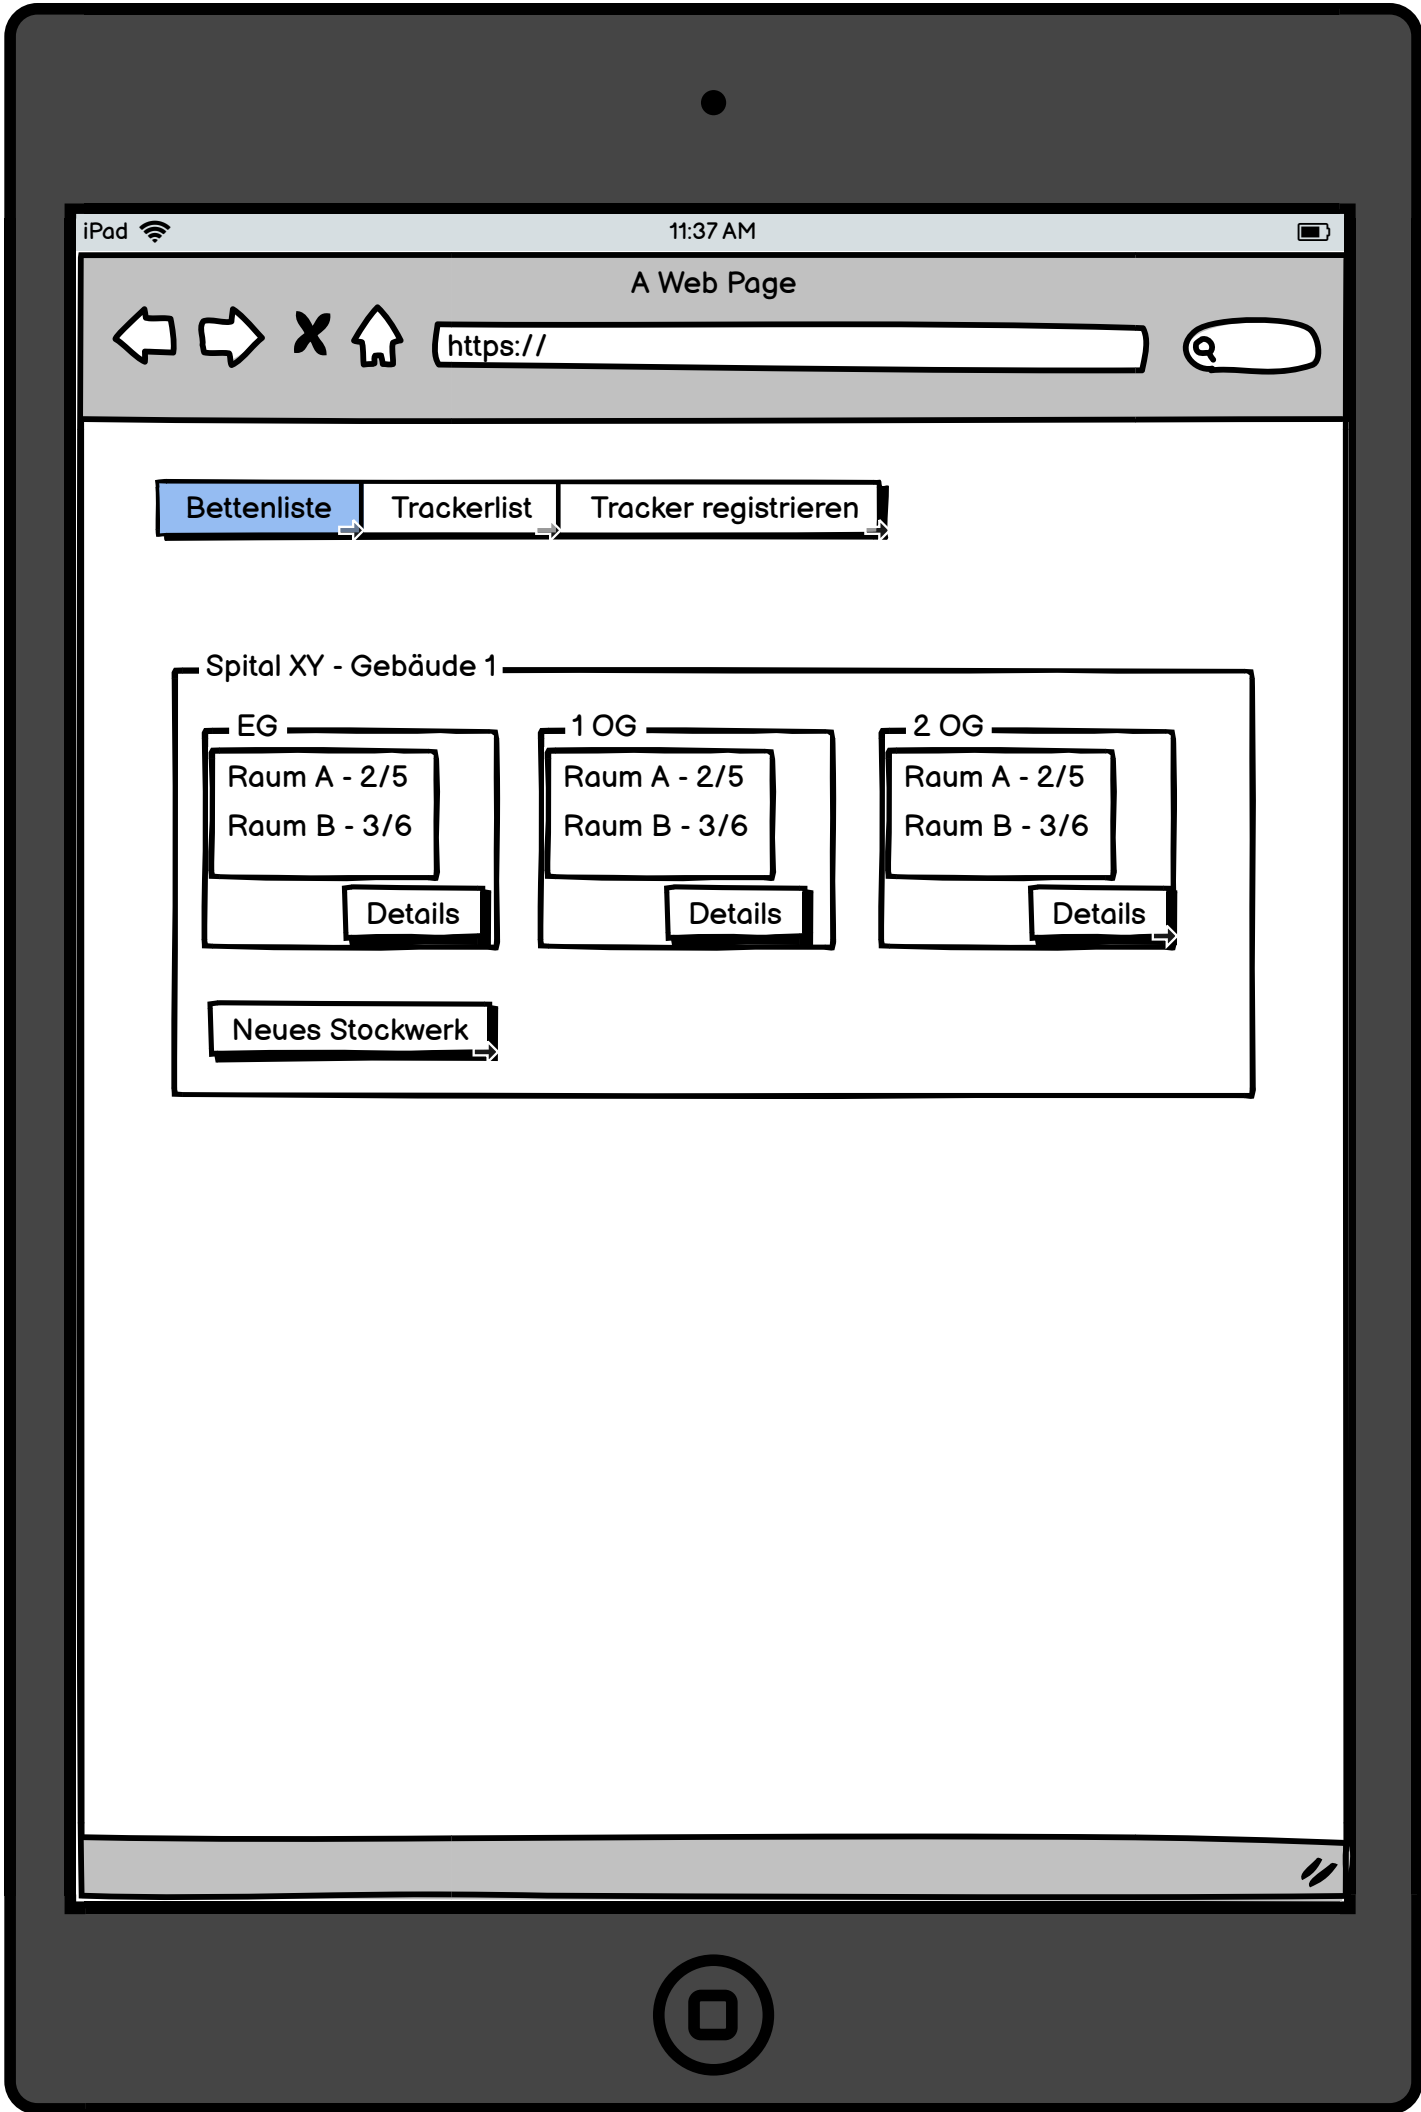 iPad
11:37 AM
A Web Page
https://
Bettenliste
Trackerlist
Tracker registrieren
Spital XY - Gebäude 1
EG
Raum A - 2/5
Raum B - 3/6
Details
1 OG
Raum A - 2/5
Raum B - 3/6
Details
2 OG
Raum A - 2/5
Raum B - 3/6
Details
Neues Stockwerk